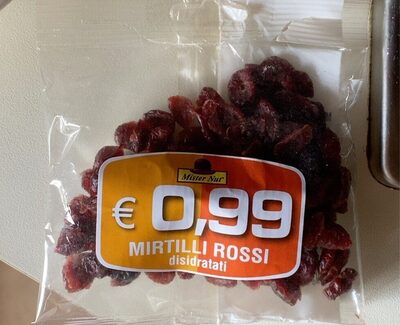 Mister Nut
€ 0,99
MIRTILLI ROSSI
disidratati